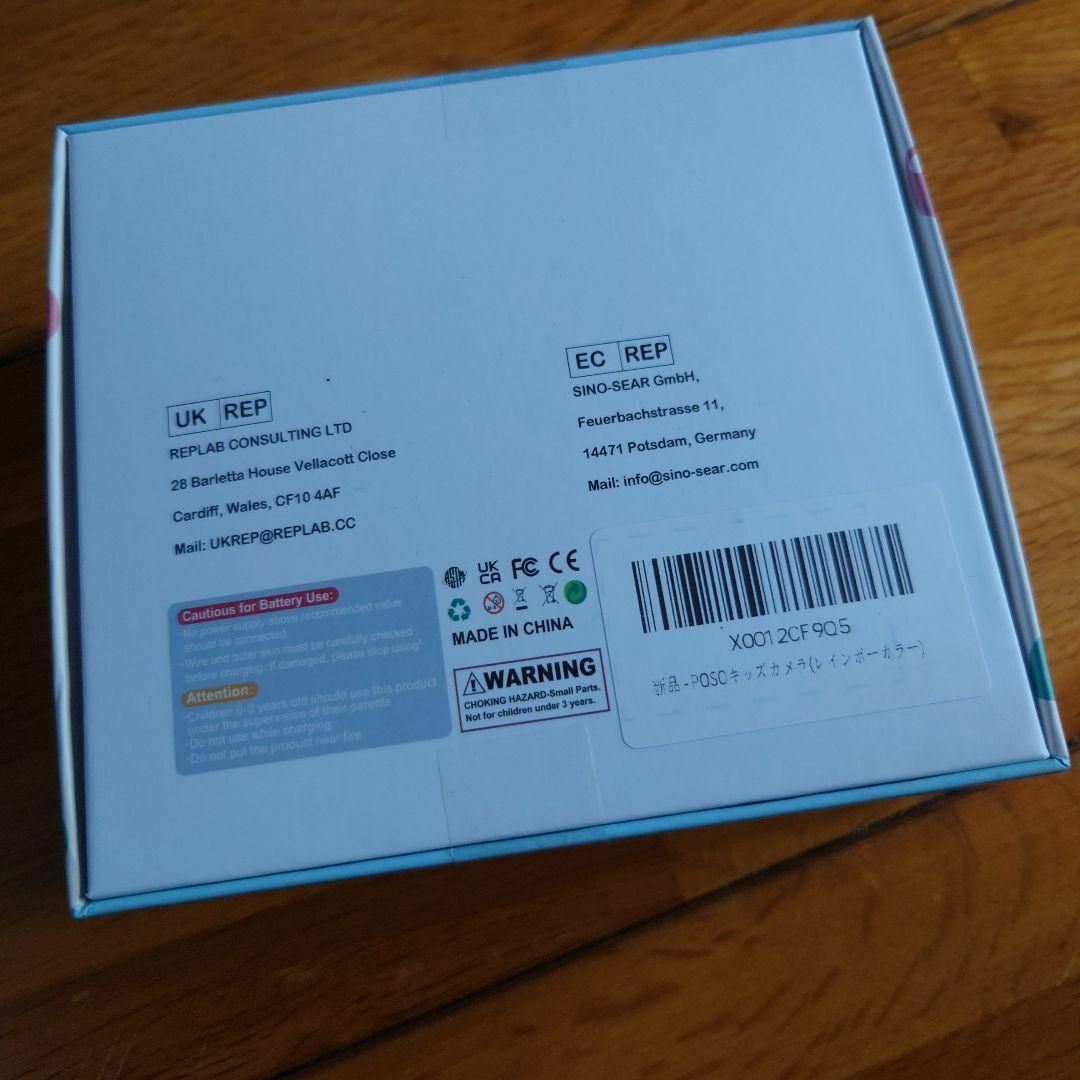 UK REP
REPLAB CONSULTING LTD
28 Barletta House Vellacott Close
Cardiff, Wales, CF10 4AF
Mail: UKREP@REPLAB.CC
EC REP
SINO-SEAR GmbH,
Feuerbachstrasse 11,
14471 Potsdam, Germany
Mail: info@sino-sear.com
Cautious for Battery Use:
·No power supply above recommended value
should be connected.
·Wire and outer skin must be carefully checked
before charging. If damaged, please stop using!
Attention:
·Children 0-3 years old should use this product
under the supervision of their parents
·Do not use while charging
·Do not put the product near fire
UK
CA
FC CE
0-3
MADE IN CHINA
WARNING
CHOKING HAZARD-Small Parts.
Not for children under 3 years.
X0012CF9Q5
新品 - POSOキッズカメラ(レインボーカラー)